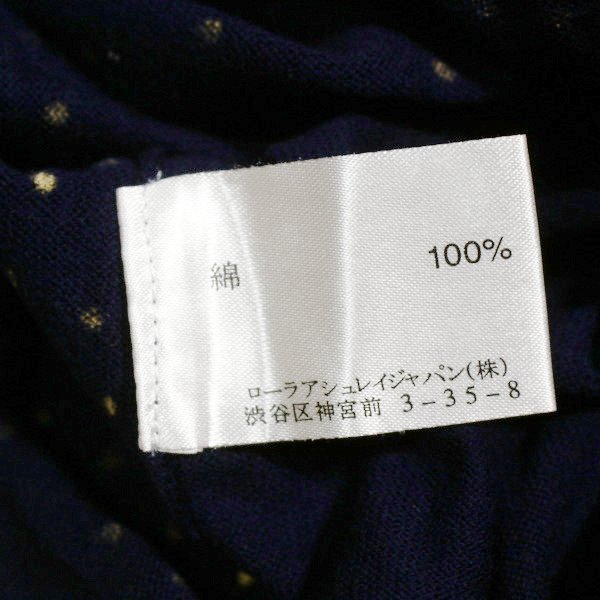 綿 100%
ローラアシュレイジャパン(株)
渋谷区神宮前 3-35-8